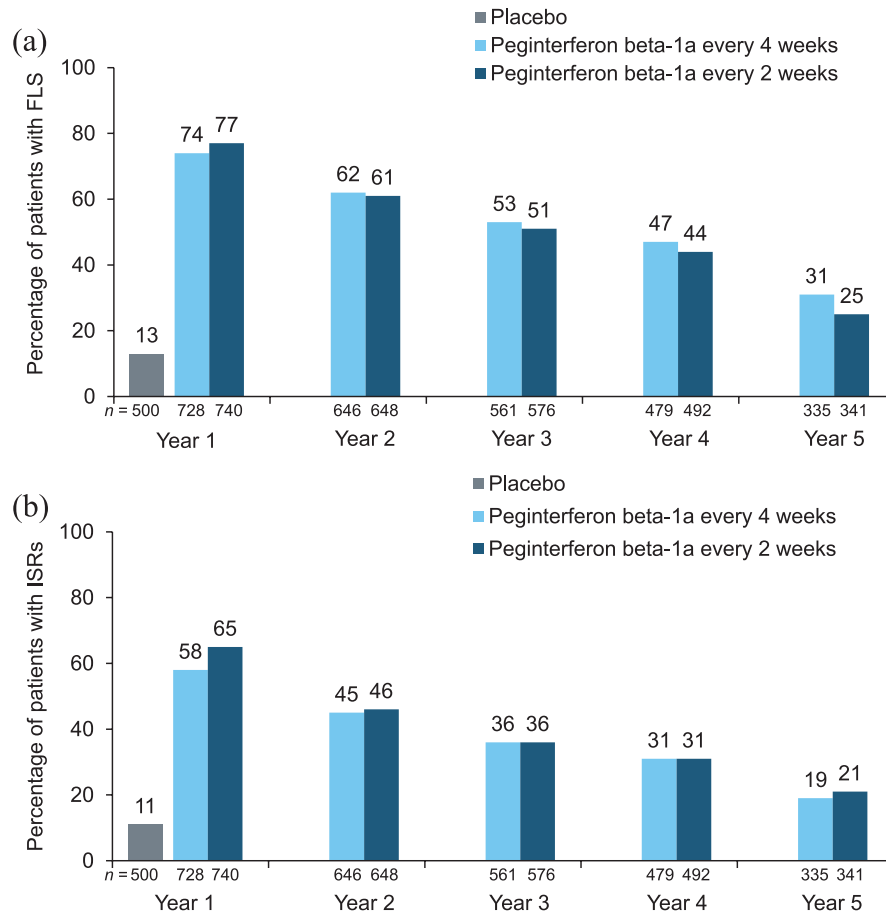 (a)
Placebo
Peginterferon beta-1a every 4 weeks
Peginterferon beta-1a every 2 weeks
Percentage of patients with FLS
100
80
60
40
20
0
13
74 77
62 61
53 51
47 44
31 25
n = 500 728 740 646 648 561 576 479 492 335 341
Year 1 Year 2 Year 3 Year 4 Year 5
(b)
Placebo
Peginterferon beta-1a every 4 weeks
Peginterferon beta-1a every 2 weeks
Percentage of patients with ISRs
100
80
60
40
20
0
11
58 65
45 46
36 36
31 31
19 21
n = 500 728 740 646 648 561 576 479 492 335 341
Year 1 Year 2 Year 3 Year 4 Year 5